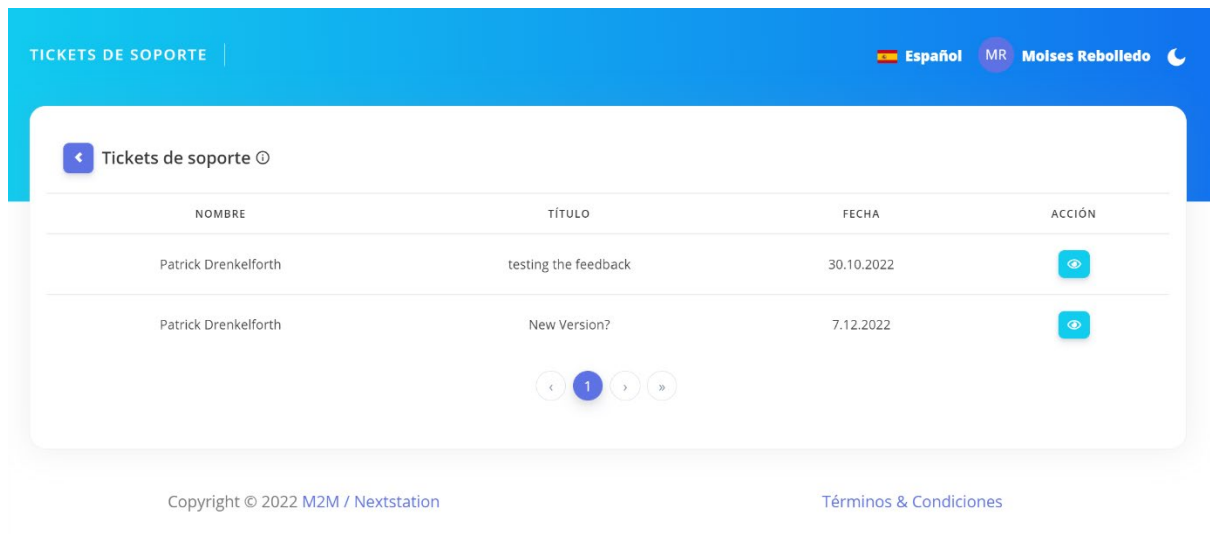 TICKETS DE SOPORTE
Español MR Moises Rebolledo
Tickets de soporte
NOMBRE TÍTULO FECHA ACCIÓN
Patrick Drenkelforth testing the feedback 30.10.2022
Patrick Drenkelforth New Version? 7.12.2022
‹ 1 › »
Copyright © 2022 M2M / Nextstation Términos & Condiciones